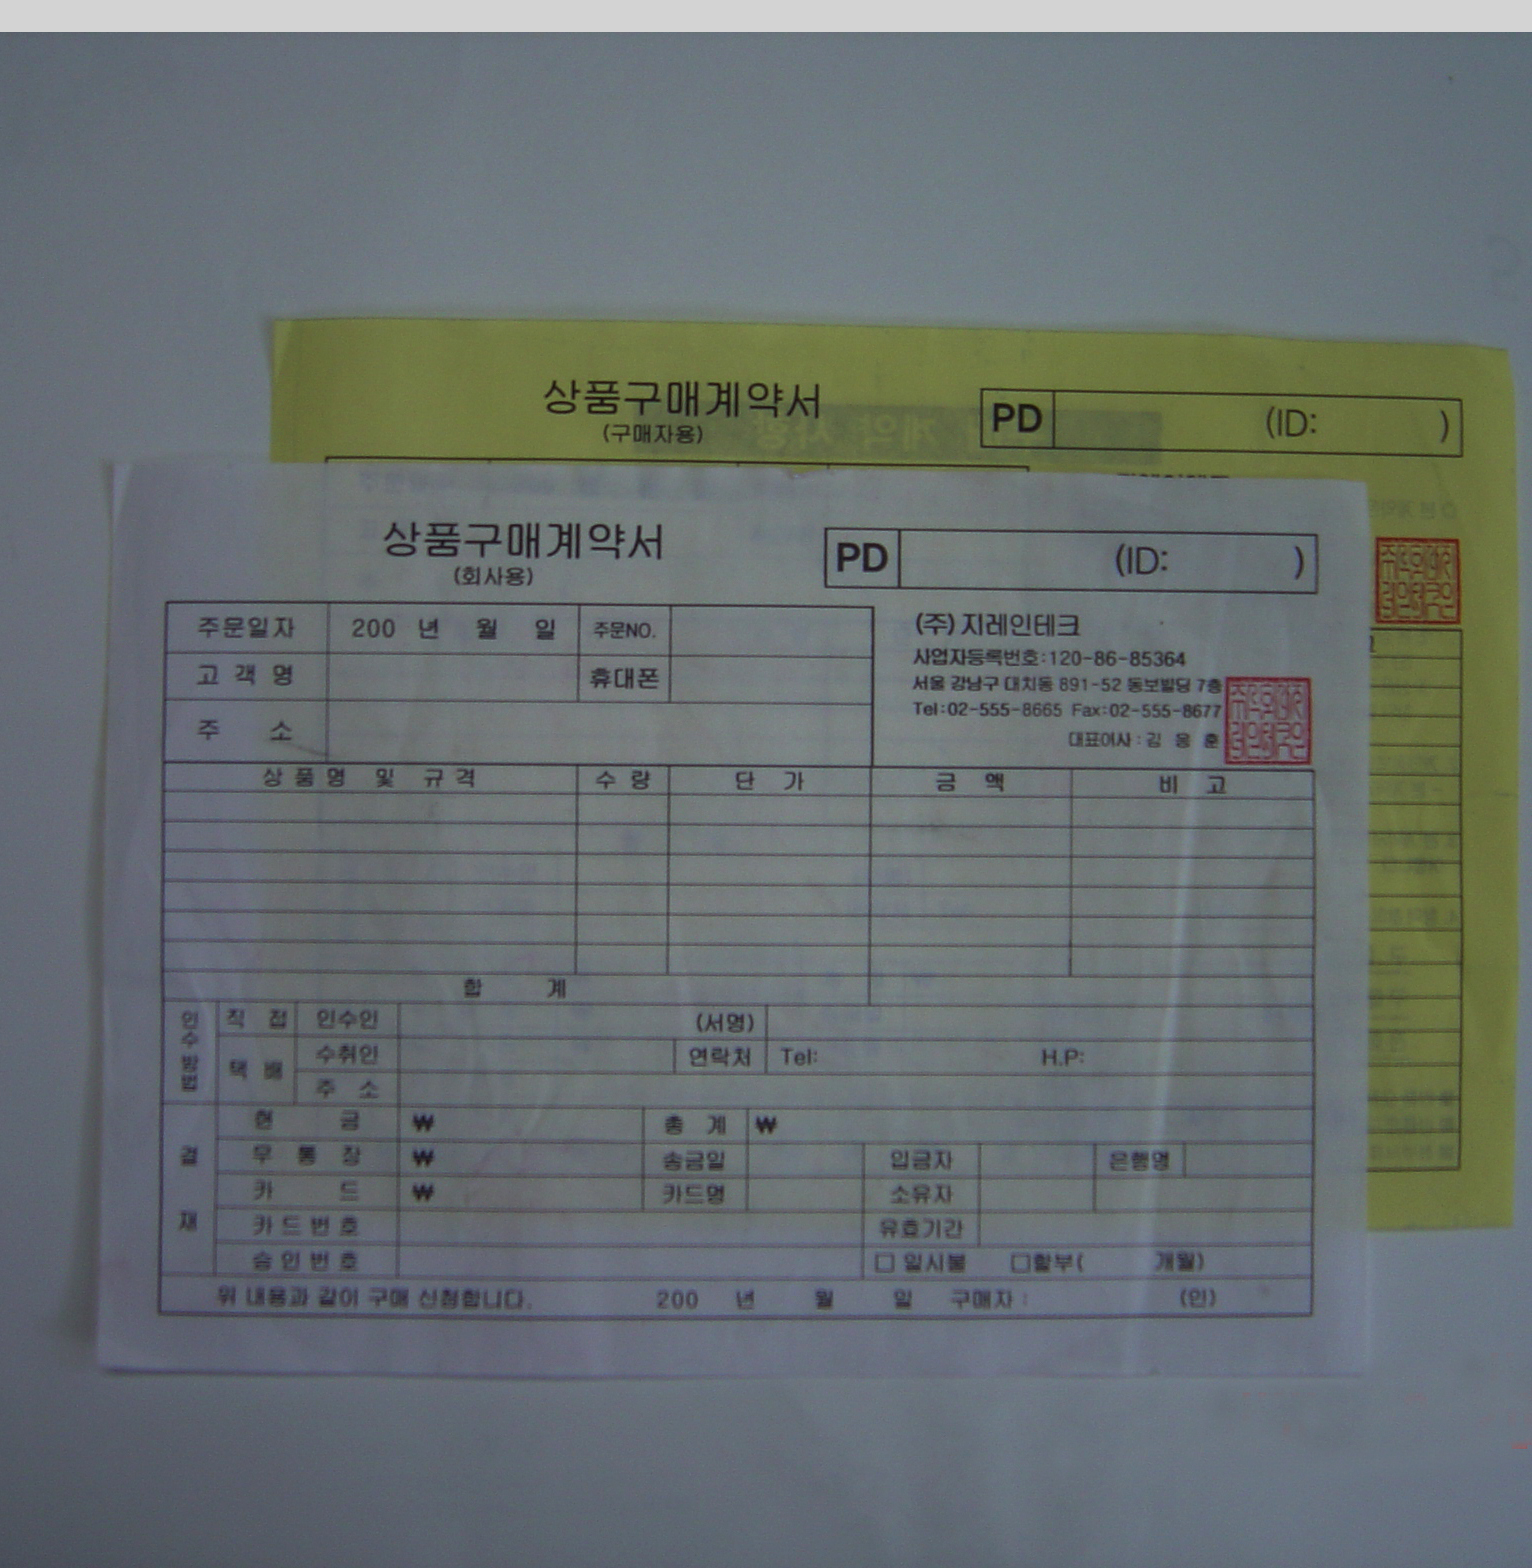 상품구매계약서
(구매자용)
PD (ID: )
상품구매계약서
(회사용)
PD (ID: )
주문일자 200 년 월 일 주문NO.
고객명 휴대폰
주 소
(주)지레인테크
사업자등록번호:120-86-85364
서울 강남구 대치동 891-52 동보빌딩 7층
Tel:02-555-8665 Fax:02-555-8677
대표이사 : 김 응 훈
상품명 및 규격 수량 단 가 금 액 비 고
합 계
인수방법 직 접 인수인 (서명)
택 배 수취인 연락처 Tel: H.P:
주 소
결 재 현 금 ₩ 총 계 ₩
무 통 장 ₩ 송금일 입금자 은행명
카 드 ₩ 카드명 소유자
카드번호 유효기간
승인번호 □ 일시불 □할부( 개월)
위 내용과 같이 구매 신청합니다. 200 년 월 일 구매자 : (인)